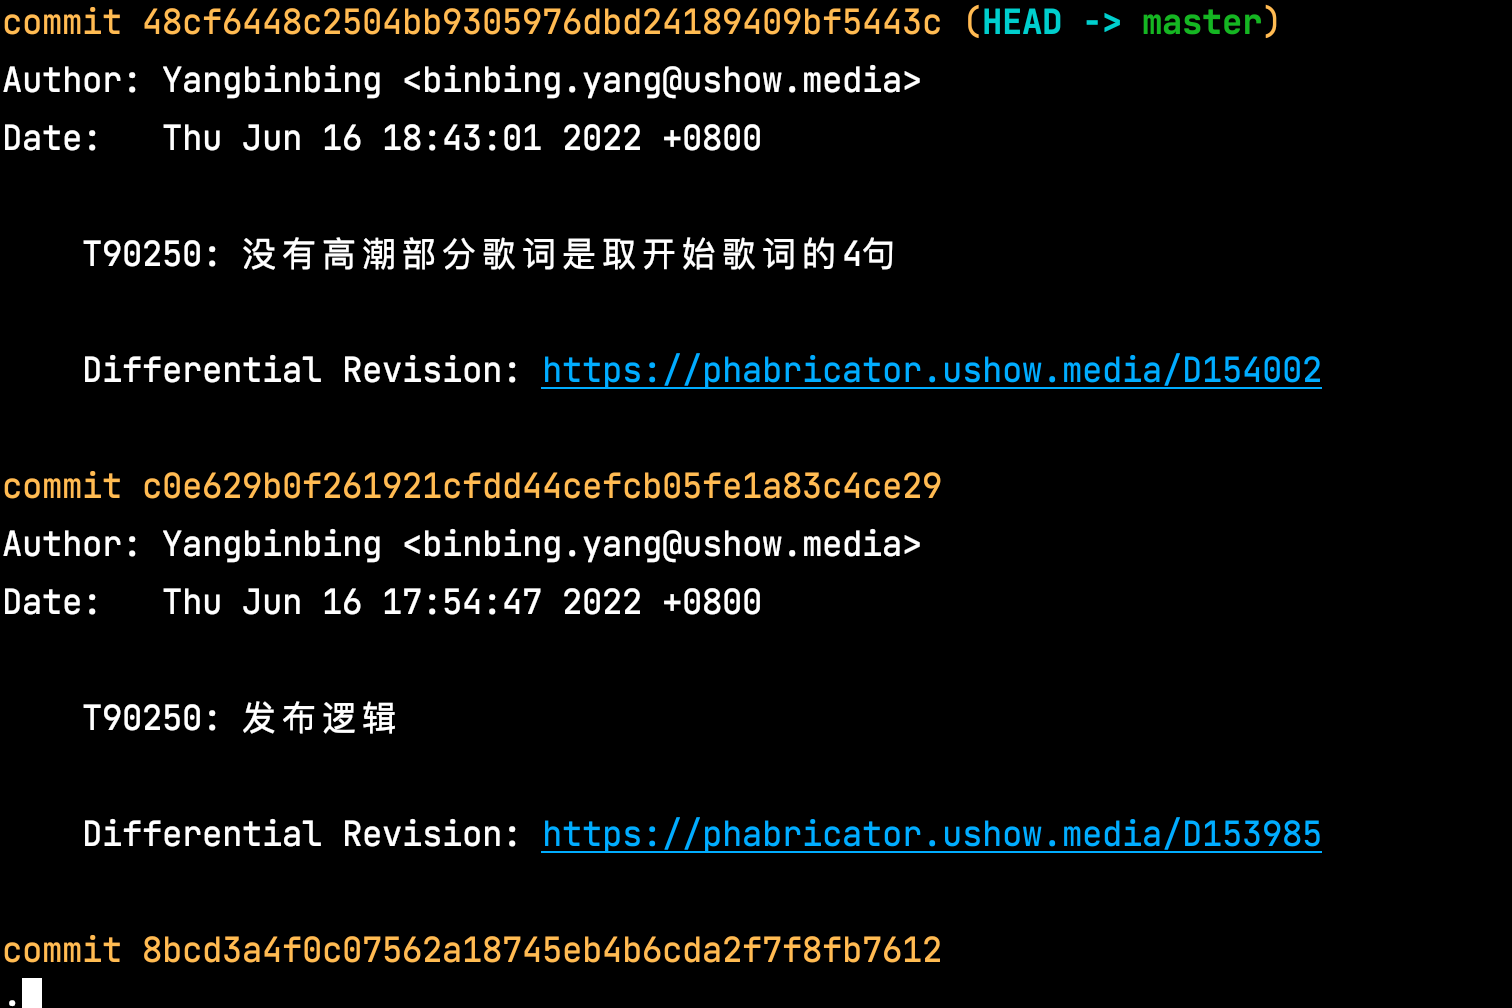 commit 48cf6448c2504bb9305976dbd24189409bf5443c (HEAD -> master)
Author: Yangbinbing <binbing.yang@ushow.media>
Date:   Thu Jun 16 18:43:01 2022 +0800
T90250: 没有高潮部分歌词是取开始歌词的4句
Differential Revision: https://phabricator.ushow.media/D154002
commit c0e629b0f261921cfdd44cefcb05fe1a83c4ce29
Author: Yangbinbing <binbing.yang@ushow.media>
Date:   Thu Jun 16 17:54:47 2022 +0800
T90250: 发布逻辑
Differential Revision: https://phabricator.ushow.media/D153985
commit 8bcd3a4f0c07562a18745eb4b6cda2f7f8fb7612
.